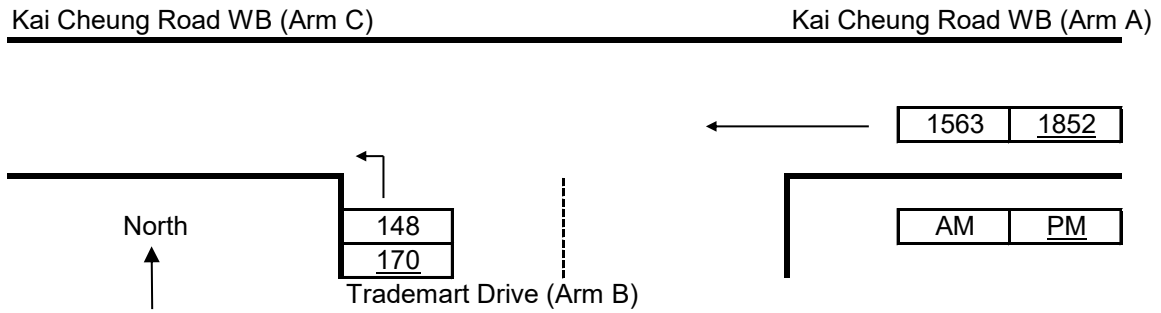 Kai Cheung Road WB (Arm C)
Kai Cheung Road WB (Arm A)
1563 1852
North
148
170
AM PM
Trademart Drive (Arm B)